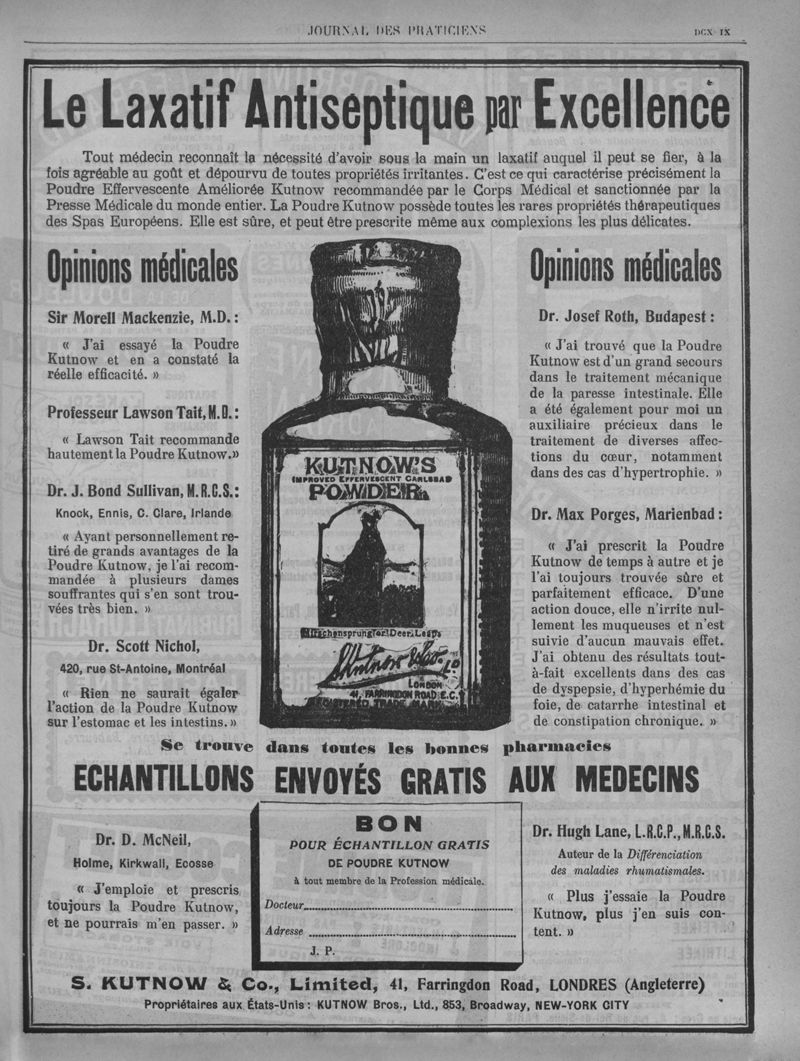 JOURNAL DES PRATICIENS
DCX IX
Le Laxatif Antiseptique par Excellence
Tout médecin reconnaît la nécessité d'avoir sous la main un laxatif auquel il peut se fier, à la
fois agréable au goût et dépourvu de toutes propriétés irritantes. C'est ce qui caractérise précisément la
Poudre Effervescente Améliorée Kutnow recommandée par le Corps Médical et sanctionnée par la
Presse Médicale du monde entier. La Poudre Kutnow possède toutes les rares propriétés thérapeutiques
des Spas Européens. Elle est sûre, et peut être prescrite même aux complexions les plus délicates.
Opinions médicales
Sir Morell Mackenzie, M.D. :
« J'ai essayé la Poudre
Kutnow et en a constaté la
réelle efficacité. »
Professeur Lawson Tait, M.D. :
« Lawson Tait recommande
hautement la Poudre Kutnow. »
Dr. J. Bond Sullivan, M.R.C.S. :
Knock, Ennis, C. Clare, Irlande
« Ayant personnellement re-
tiré de grands avantages de la
Poudre Kutnow, je l'ai recom-
mandée à plusieurs dames
souffrantes qui s'en sont trou-
vées très bien. »
Dr. Scott Nichol,
420, rue St-Antoine, Montréal
« Rien ne saurait égaler
l'action de la Poudre Kutnow
sur l'estomac et les intestins. »
KUTNOW'S
IMPROVED EFFERVESCENT CARLSBAD
POWDER.
Hirschensprung (or) Deer Leap
S. Kutnow & Co. Ld
LONDON
41, FARRINGDON ROAD E.C.
REGISTERED TRADE MARK
Opinions médicales
Dr. Josef Roth, Budapest :
« J'ai trouvé que la Poudre
Kutnow est d'un grand secours
dans le traitement mécanique
de la paresse intestinale. Elle
a été également pour moi un
auxiliaire précieux dans le
traitement de diverses affec-
tions du cœur, notamment
dans des cas d'hypertrophie. »
Dr. Max Porges, Marienbad :
« J'ai prescrit la Poudre
Kutnow de temps à autre et je
l'ai toujours trouvée sûre et
parfaitement efficace. D'une
action douce, elle n'irrite nul-
lement les muqueuses et n'est
suivie d'aucun mauvais effet.
J'ai obtenu des résultats tout-
à-fait excellents dans des cas
de dyspepsie, d'hyperhémie du
foie, de catarrhe intestinal et
de constipation chronique. »
Se trouve dans toutes les bonnes pharmacies
ECHANTILLONS ENVOYÉS GRATIS AUX MEDECINS
Dr. D. McNeil,
Holme, Kirkwall, Ecosse
« J'emploie et prescris
toujours la Poudre Kutnow,
et ne pourrais m'en passer. »
BON
POUR ÉCHANTILLON GRATIS
DE POUDRE KUTNOW
à tout membre de la Profession médicale.
Docteur
Adresse
J. P.
Dr. Hugh Lane, L.R.C.P., M.R.C.S.
Auteur de la Différenciation
des maladies rhumatismales.
« Plus j'essaie la Poudre
Kutnow, plus j'en suis con-
tent. »
S. KUTNOW & Co., Limited, 41, Farringdon Road, LONDRES (Angleterre)
Propriétaires aux États-Unis : KUTNOW Bros., Ltd., 853, Broadway, NEW-YORK CITY